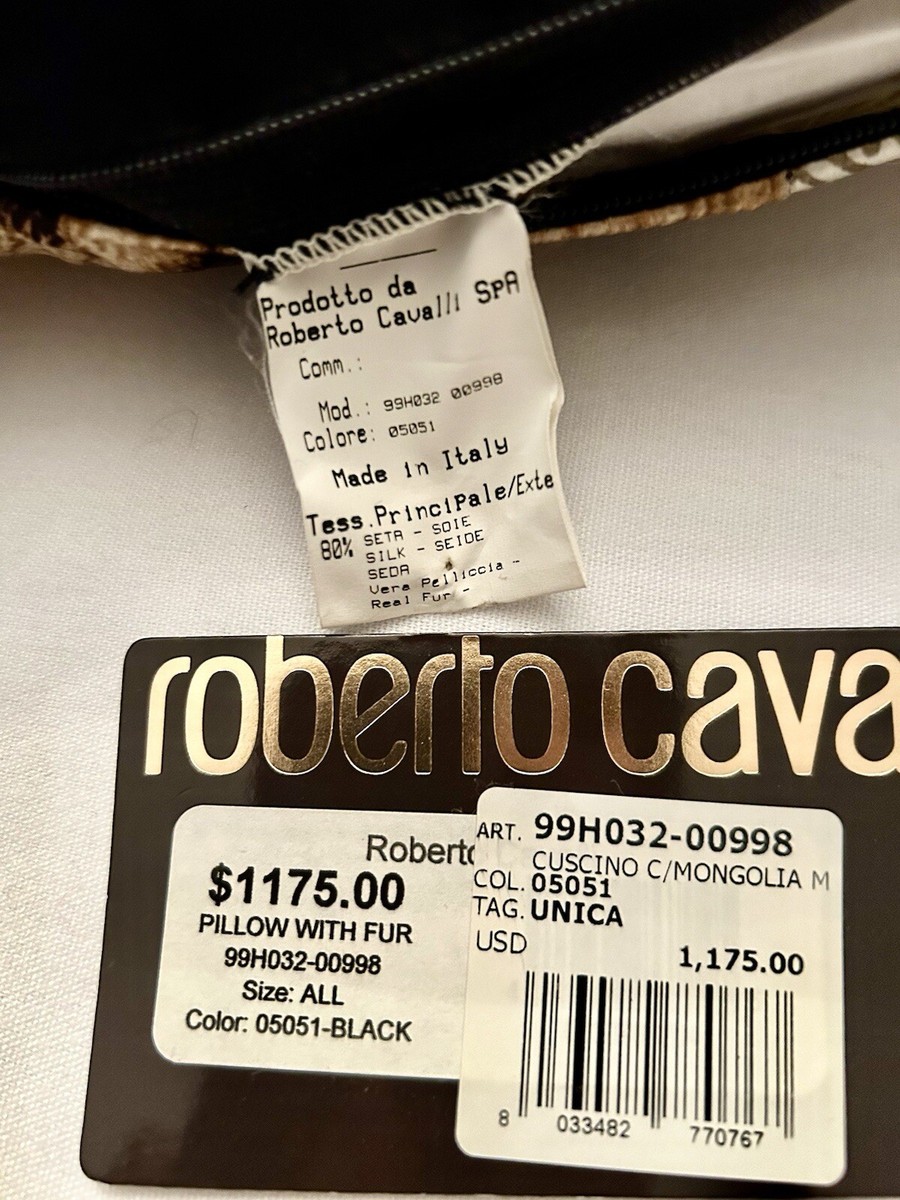 Prodotto da
Roberto Cavalli SpA
Comm.:
Mod.: 99H032 00998
Colore: 05051
Made in Italy
Tess.Principale/Exte
80% SETA - SOIE
SILK - SEIDE
SEDA
Vera Pelliccia -
Real Fur -
roberto cava
Roberto
$1175.00
PILLOW WITH FUR
99H032-00998
Size: ALL
Color: 05051-BLACK
ART. 99H032-00998
CUSCINO C/MONGOLIA M
COL. 05051
TAG. UNICA
USD 1,175.00
8 033482 770767